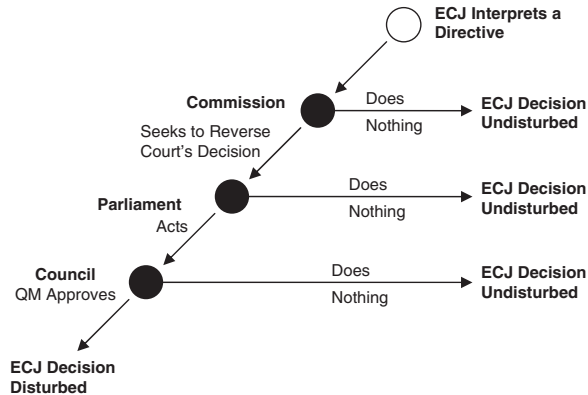 ECJ Interprets a
Directive
Commission
Does
Nothing
ECJ Decision
Undisturbed
Seeks to Reverse
Court's Decision
Parliament
Does
Nothing
ECJ Decision
Undisturbed
Acts
Council
QM Approves
Does
Nothing
ECJ Decision
Undisturbed
ECJ Decision
Disturbed